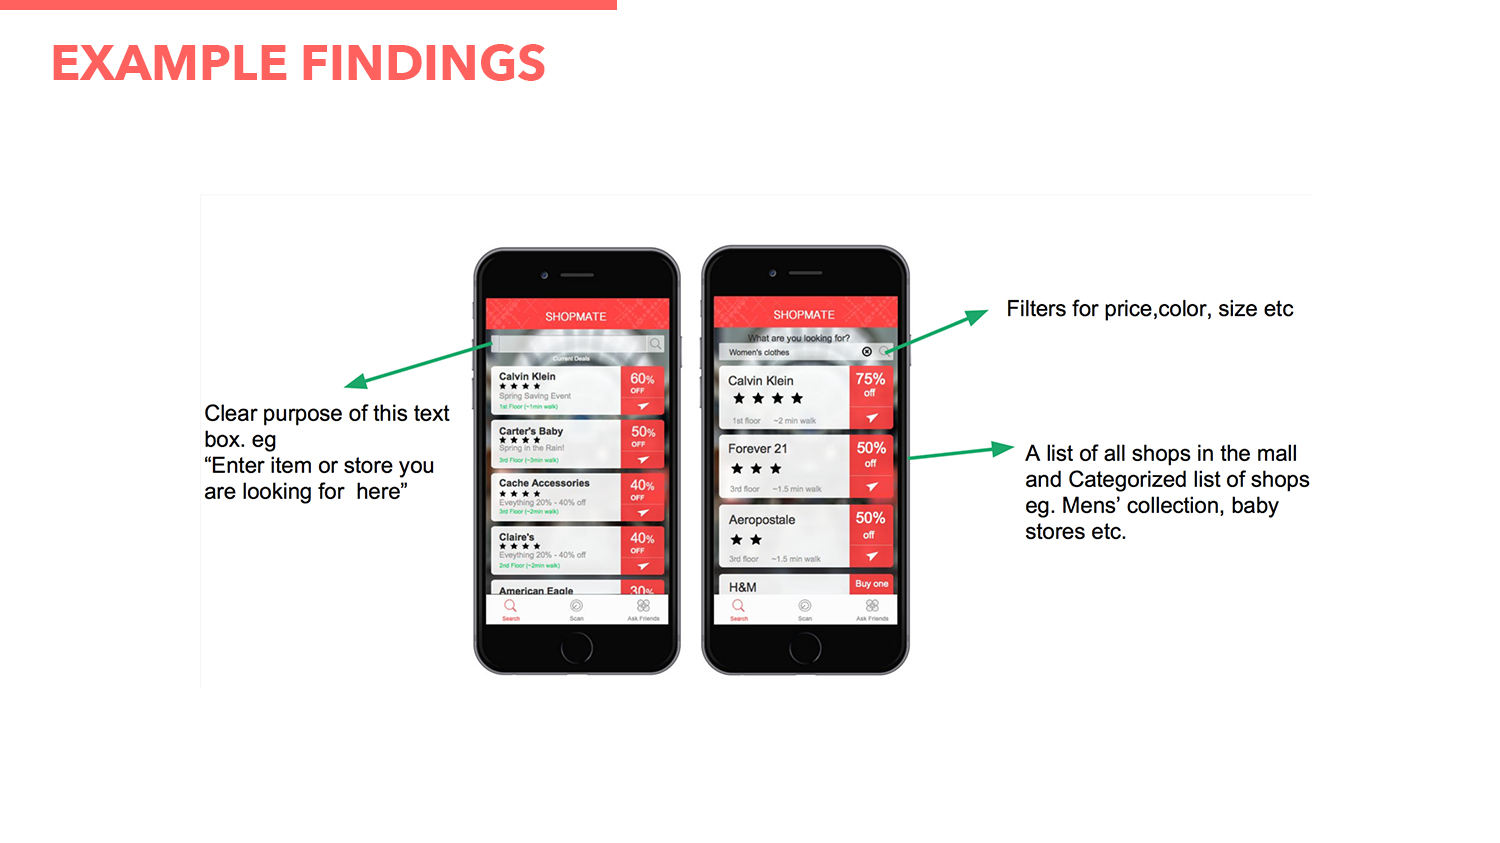 EXAMPLE FINDINGS
Clear purpose of this text
box. eg
“Enter item or store you
are looking for  here”
SHOPMATE
Current Deals
Calvin Klein
60% OFF
Spring Saving Event
1st Floor (~1min walk)
Carter's Baby
50% OFF
Spring in the Rain!
3rd Floor (~3min walk)
Cache Accessories
40% OFF
Eveything 20% - 40% off
3rd Floor (~2min walk)
Claire's
40% OFF
Eveything 20% - 40% off
2nd Floor (~2min walk)
American Eagle
30%
Search
Scan
Ask Friends
SHOPMATE
What are you looking for?
Women's clothes
Calvin Klein
75% off
1st floor ~2 min walk
Forever 21
50% off
3rd floor ~1.5 min walk
Aeropostale
50% off
3rd floor ~1.5 min walk
H&M
Buy one
Search
Scan
Ask Friends
Filters for price,color, size etc
A list of all shops in the mall
and Categorized list of shops
eg. Mens’ collection, baby
stores etc.